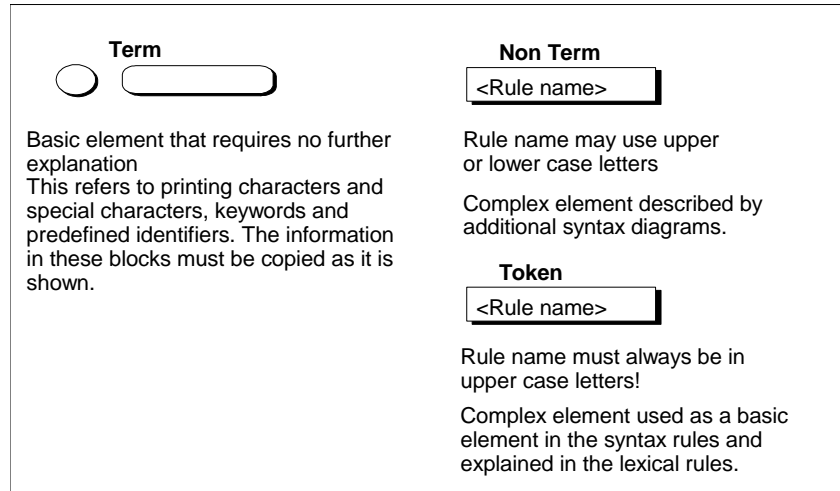 Term
Basic element that requires no further
explanation
This refers to printing characters and
special characters, keywords and
predefined identifiers. The information
in these blocks must be copied as it is
shown.
Non Term
<Rule name>
Rule name may use upper
or lower case letters
Complex element described by
additional syntax diagrams.
Token
<Rule name>
Rule name must always be in
upper case letters!
Complex element used as a basic
element in the syntax rules and
explained in the lexical rules.